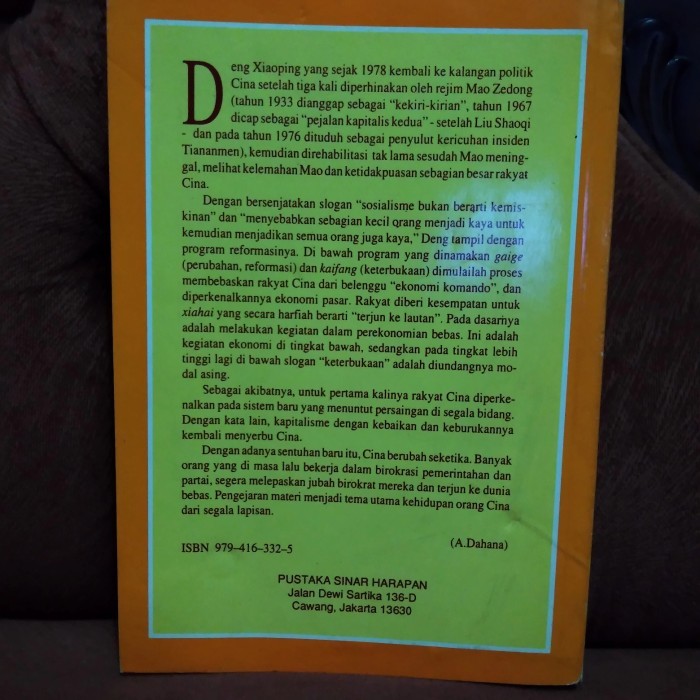 Deng Xiaoping yang sejak 1978 kembali ke kalangan politik
Cina setelah tiga kali diperhinakan oleh rejim Mao Zedong
(tahun 1933 dianggap sebagai “kekiri-kirian”, tahun 1967
dicap sebagai “pejalan kapitalis kedua” - setelah Liu Shaoqi
- dan pada tahun 1976 dituduh sebagai penyulut kericuhan insiden
Tiananmen), kemudian direhabilitasi tak lama sesudah Mao mening-
gal, melihat kelemahan Mao dan ketidakpuasan sebagian besar rakyat
Cina.
Dengan bersenjatakan slogan “sosialisme bukan berarti kemis-
kinan” dan “menyebabkan sebagian kecil orang menjadi kaya untuk
kemudian menjadikan semua orang juga kaya,” Deng tampil dengan
program reformasinya. Di bawah program yang dinamakan gaige
(perubahan, reformasi) dan kaifang (keterbukaan) dimulailah proses
membebaskan rakyat Cina dari belenggu “ekonomi komando”, dan
diperkenalkannya ekonomi pasar. Rakyat diberi kesempatan untuk
xiahai yang secara harfiah berarti “terjun ke lautan”. Pada dasarnya
adalah melakukan kegiatan dalam perekonomian bebas. Ini adalah
kegiatan ekonomi di tingkat bawah, sedangkan pada tingkat lebih
tinggi lagi di bawah slogan “keterbukaan” adalah diundangnya mo-
dal asing.
Sebagai akibatnya, untuk pertama kalinya rakyat Cina diperke-
nalkan pada sistem baru yang menuntut persaingan di segala bidang.
Dengan kata lain, kapitalisme dengan kebaikan dan keburukannya
kembali menyerbu Cina.
Dengan adanya sentuhan baru itu, Cina berubah seketika. Banyak
orang yang di masa lalu bekerja dalam birokrasi pemerintahan dan
partai, segera melepaskan jubah birokrat mereka dan terjun ke dunia
bebas. Pengejaran materi menjadi tema utama kehidupan orang Cina
dari segala lapisan.
(A.Dahana)
ISBN 979-416-332-5
PUSTAKA SINAR HARAPAN
Jalan Dewi Sartika 136-D
Cawang, Jakarta 13630